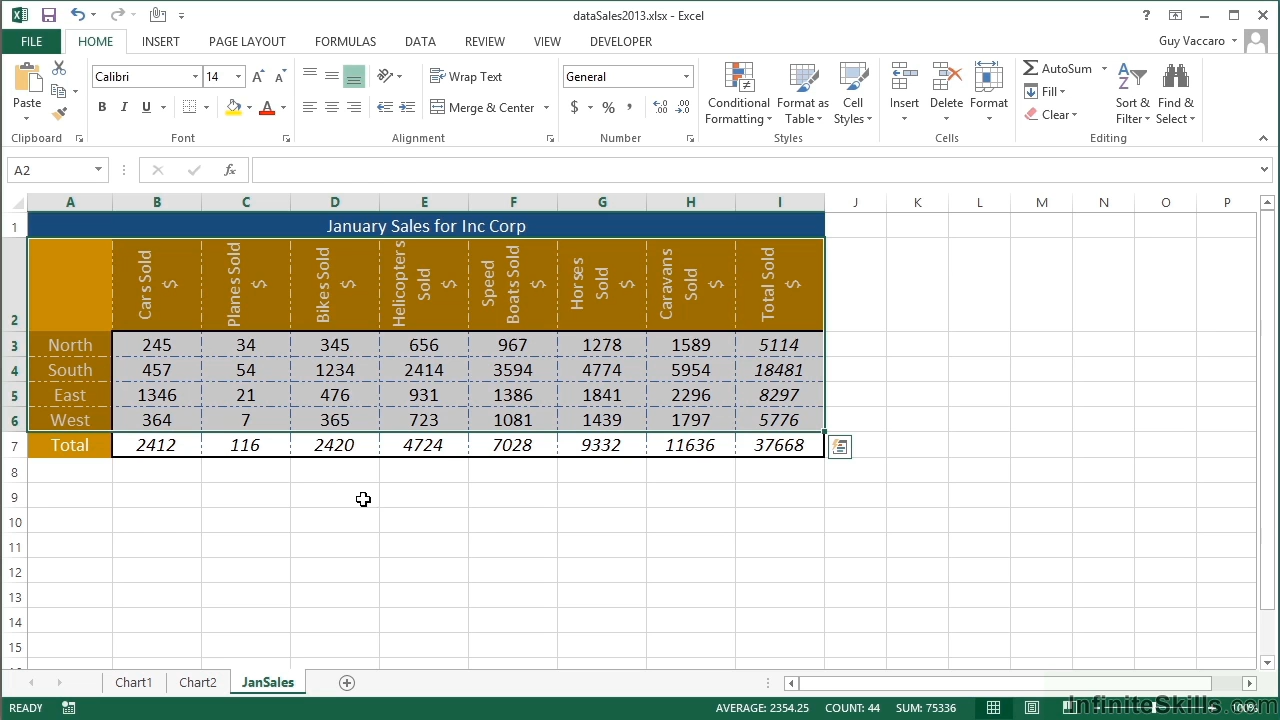 dataSales2013.xlsx - Excel
FILE HOME INSERT PAGE LAYOUT FORMULAS DATA REVIEW VIEW DEVELOPER Guy Vaccaro
Paste
Calibri 14
B I U
Wrap Text
Merge & Center
General
$ % ,
Conditional Formatting
Format as Table
Cell Styles
Insert
Delete
Format
AutoSum
Fill
Clear
Sort & Filter
Find & Select
Clipboard Font Alignment Number Styles Cells Editing
A2 fx
A B C D E F G H I J K L M N O P
1 January Sales for Inc Corp
2
Cars Sold $
Planes Sold $
Bikes Sold $
Helicopters Sold $
Speed Boats Sold $
Horses Sold $
Caravans Sold $
Total Sold $
3 North 245 34 345 656 967 1278 1589 5114
4 South 457 54 1234 2414 3594 4774 5954 18481
5 East 1346 21 476 931 1386 1841 2296 8297
6 West 364 7 365 723 1081 1439 1797 5776
7 Total 2412 116 2420 4724 7028 9332 11636 37668
8
9
10
11
12
13
14
15
Chart1 Chart2 JanSales
READY AVERAGE: 2354.25 COUNT: 44 SUM: 75336 100%
InfiniteSkills.com